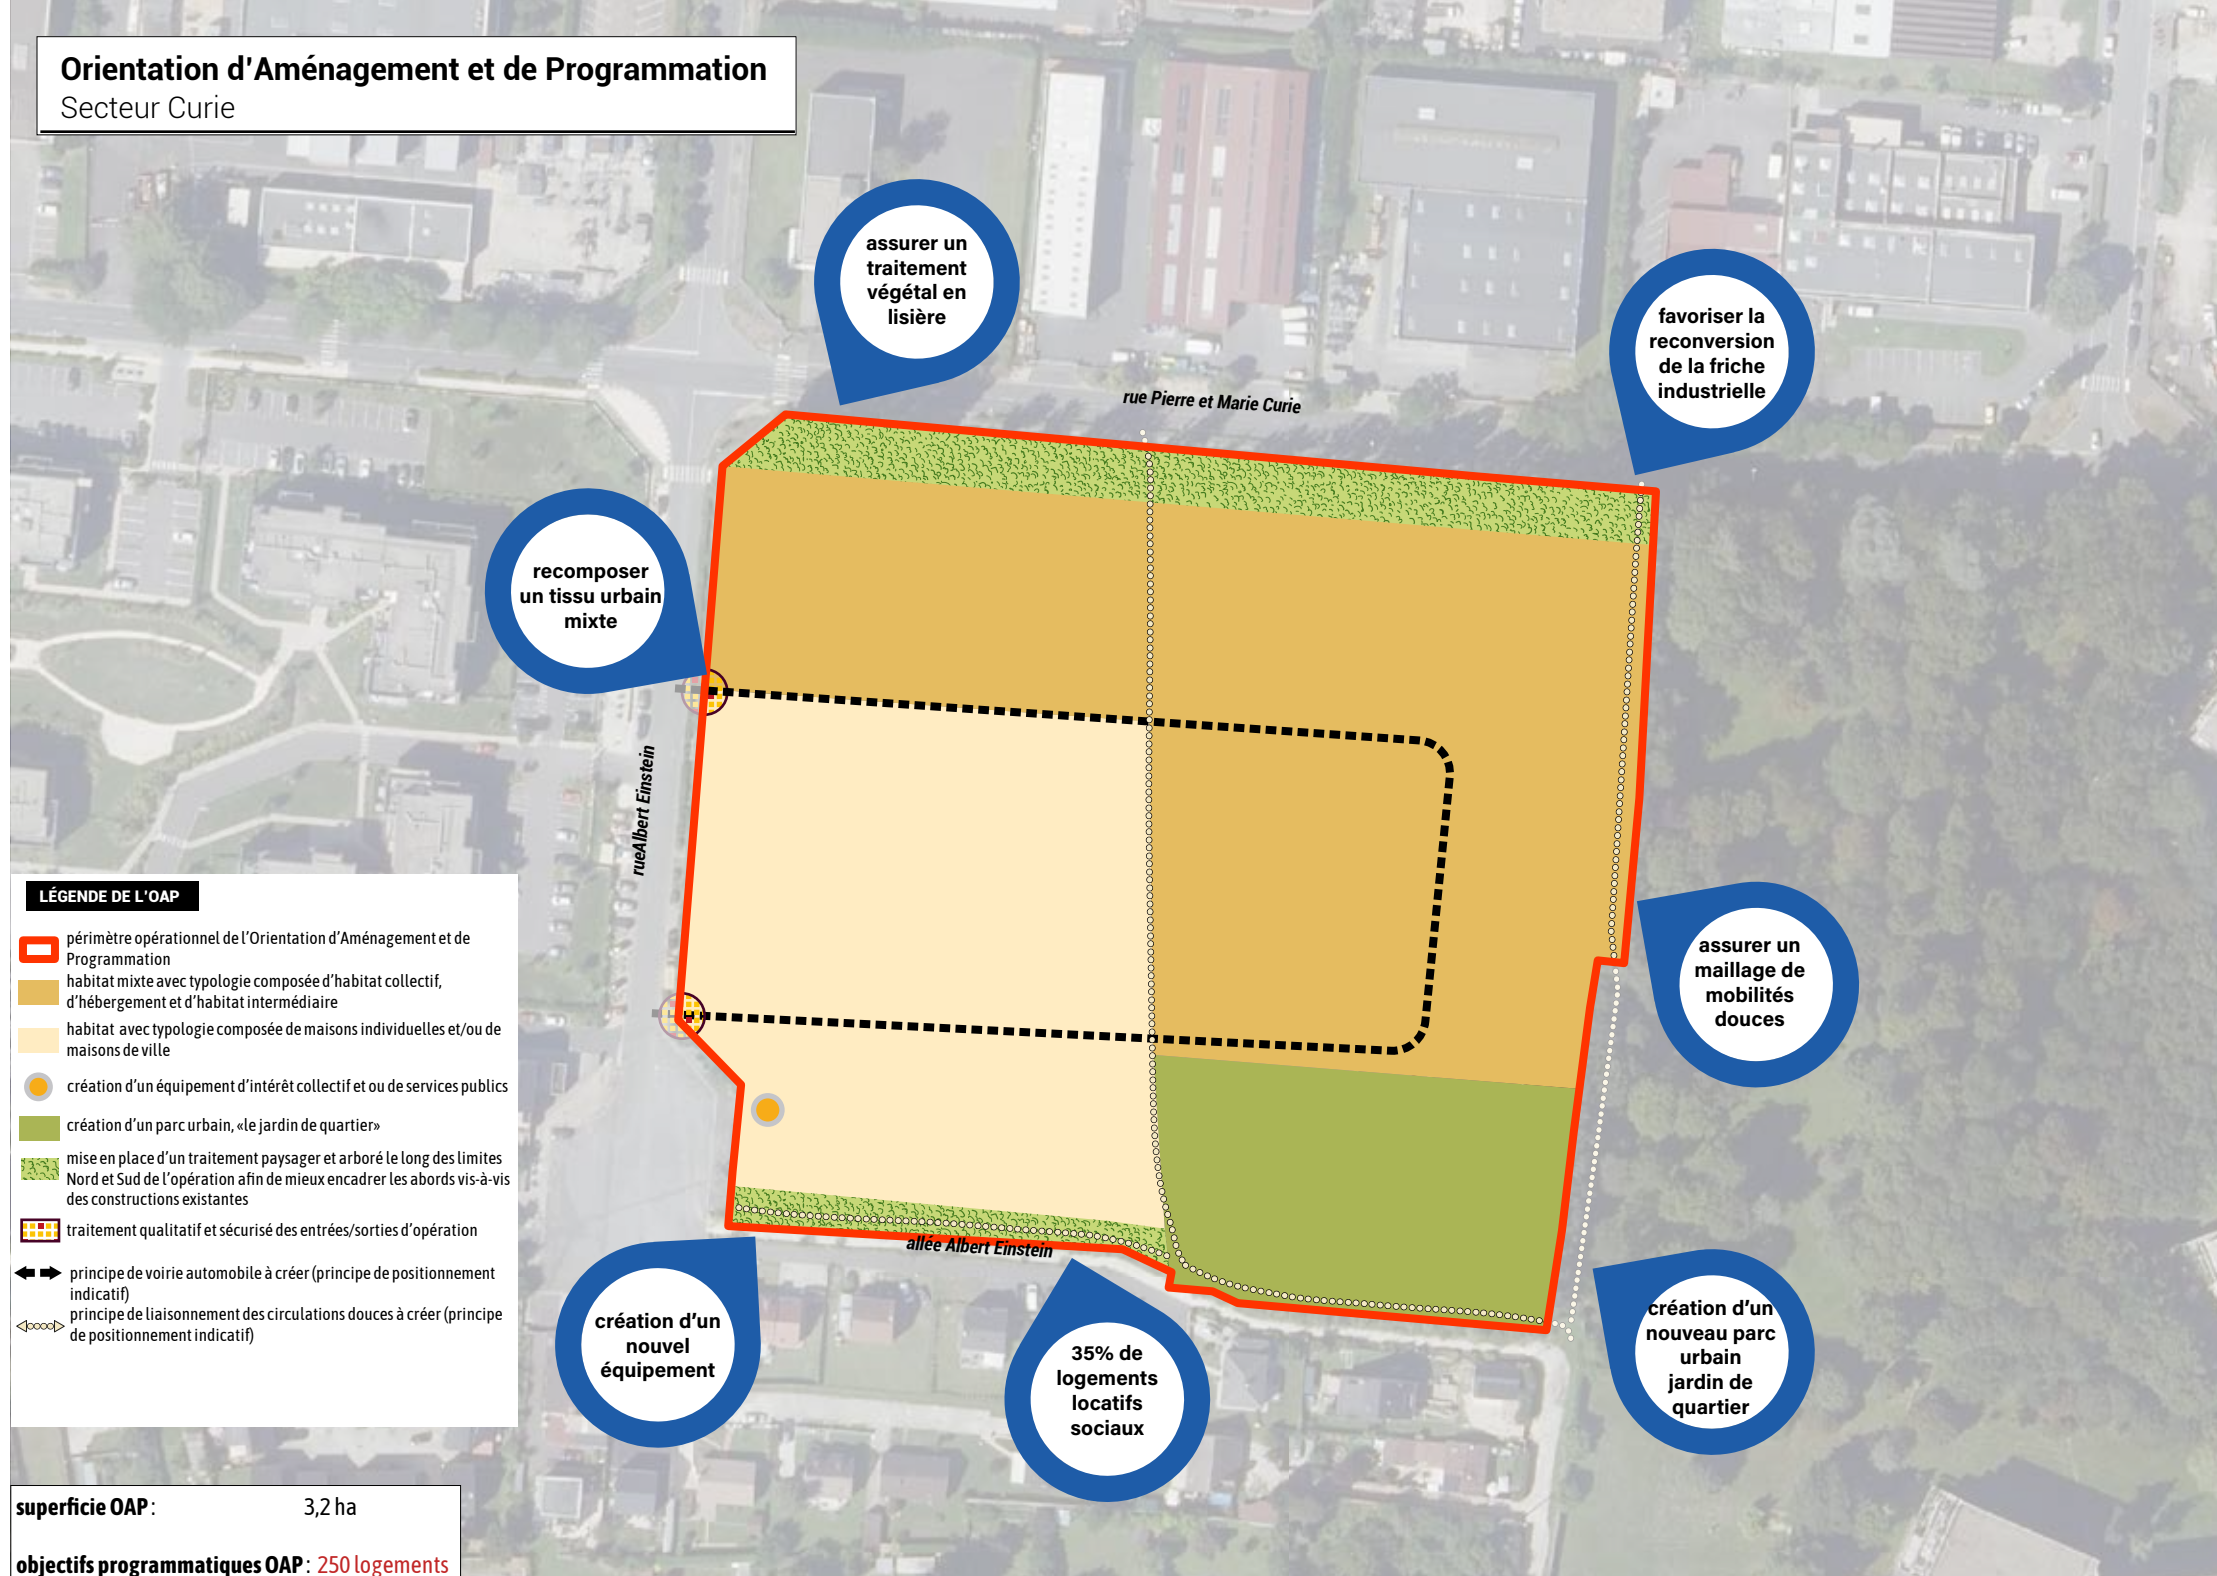 Orientation d'Aménagement et de Programmation
Secteur Curie
assurer un
traitement
végétal en
lisière
favoriser la
reconversion
de la friche
industrielle
rue Pierre et Marie Curie
recomposer
un tissu urbain
mixte
rueAlbert Einstein
LÉGENDE DE L'OAP
périmètre opérationnel de l'Orientation d'Aménagement et de
Programmation
habitat mixte avec typologie composée d'habitat collectif,
d'hébergement et d'habitat intermédiaire
habitat avec typologie composée de maisons individuelles et/ou de
maisons de ville
création d'un équipement d'intérêt collectif et ou de services publics
création d'un parc urbain, «le jardin de quartier»
mise en place d'un traitement paysager et arboré le long des limites
Nord et Sud de l'opération afin de mieux encadrer les abords vis-à-vis
des constructions existantes
traitement qualitatif et sécurisé des entrées/sorties d'opération
principe de voirie automobile à créer (principe de positionnement
indicatif)
principe de liaisonnement des circulations douces à créer (principe
de positionnement indicatif)
assurer un
maillage de
mobilités
douces
allée Albert Einstein
création d'un
nouvel
équipement
35% de
logements
locatifs
sociaux
création d'un
nouveau parc
urbain
jardin de
quartier
superficie OAP : 3,2 ha
objectifs programmatiques OAP : 250 logements